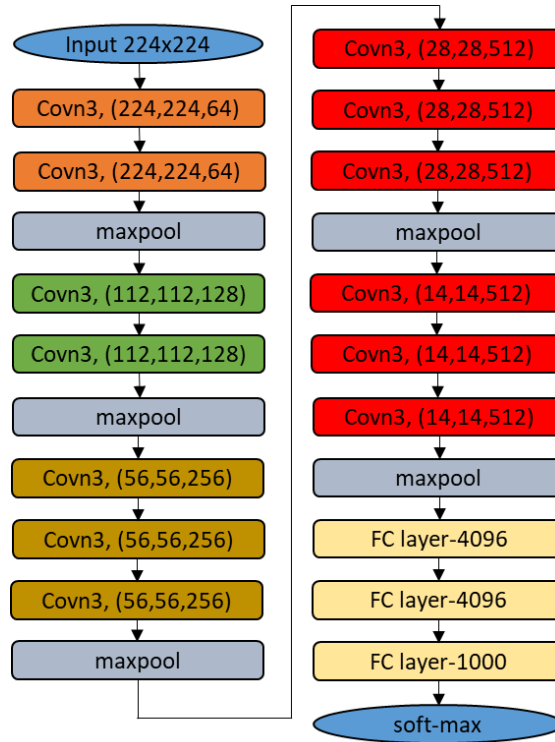 Input 224x224
Covn3, (224,224,64)
Covn3, (224,224,64)
maxpool
Covn3, (112,112,128)
Covn3, (112,112,128)
maxpool
Covn3, (56,56,256)
Covn3, (56,56,256)
Covn3, (56,56,256)
maxpool
Covn3, (28,28,512)
Covn3, (28,28,512)
Covn3, (28,28,512)
maxpool
Covn3, (14,14,512)
Covn3, (14,14,512)
Covn3, (14,14,512)
maxpool
FC layer-4096
FC layer-4096
FC layer-1000
soft-max